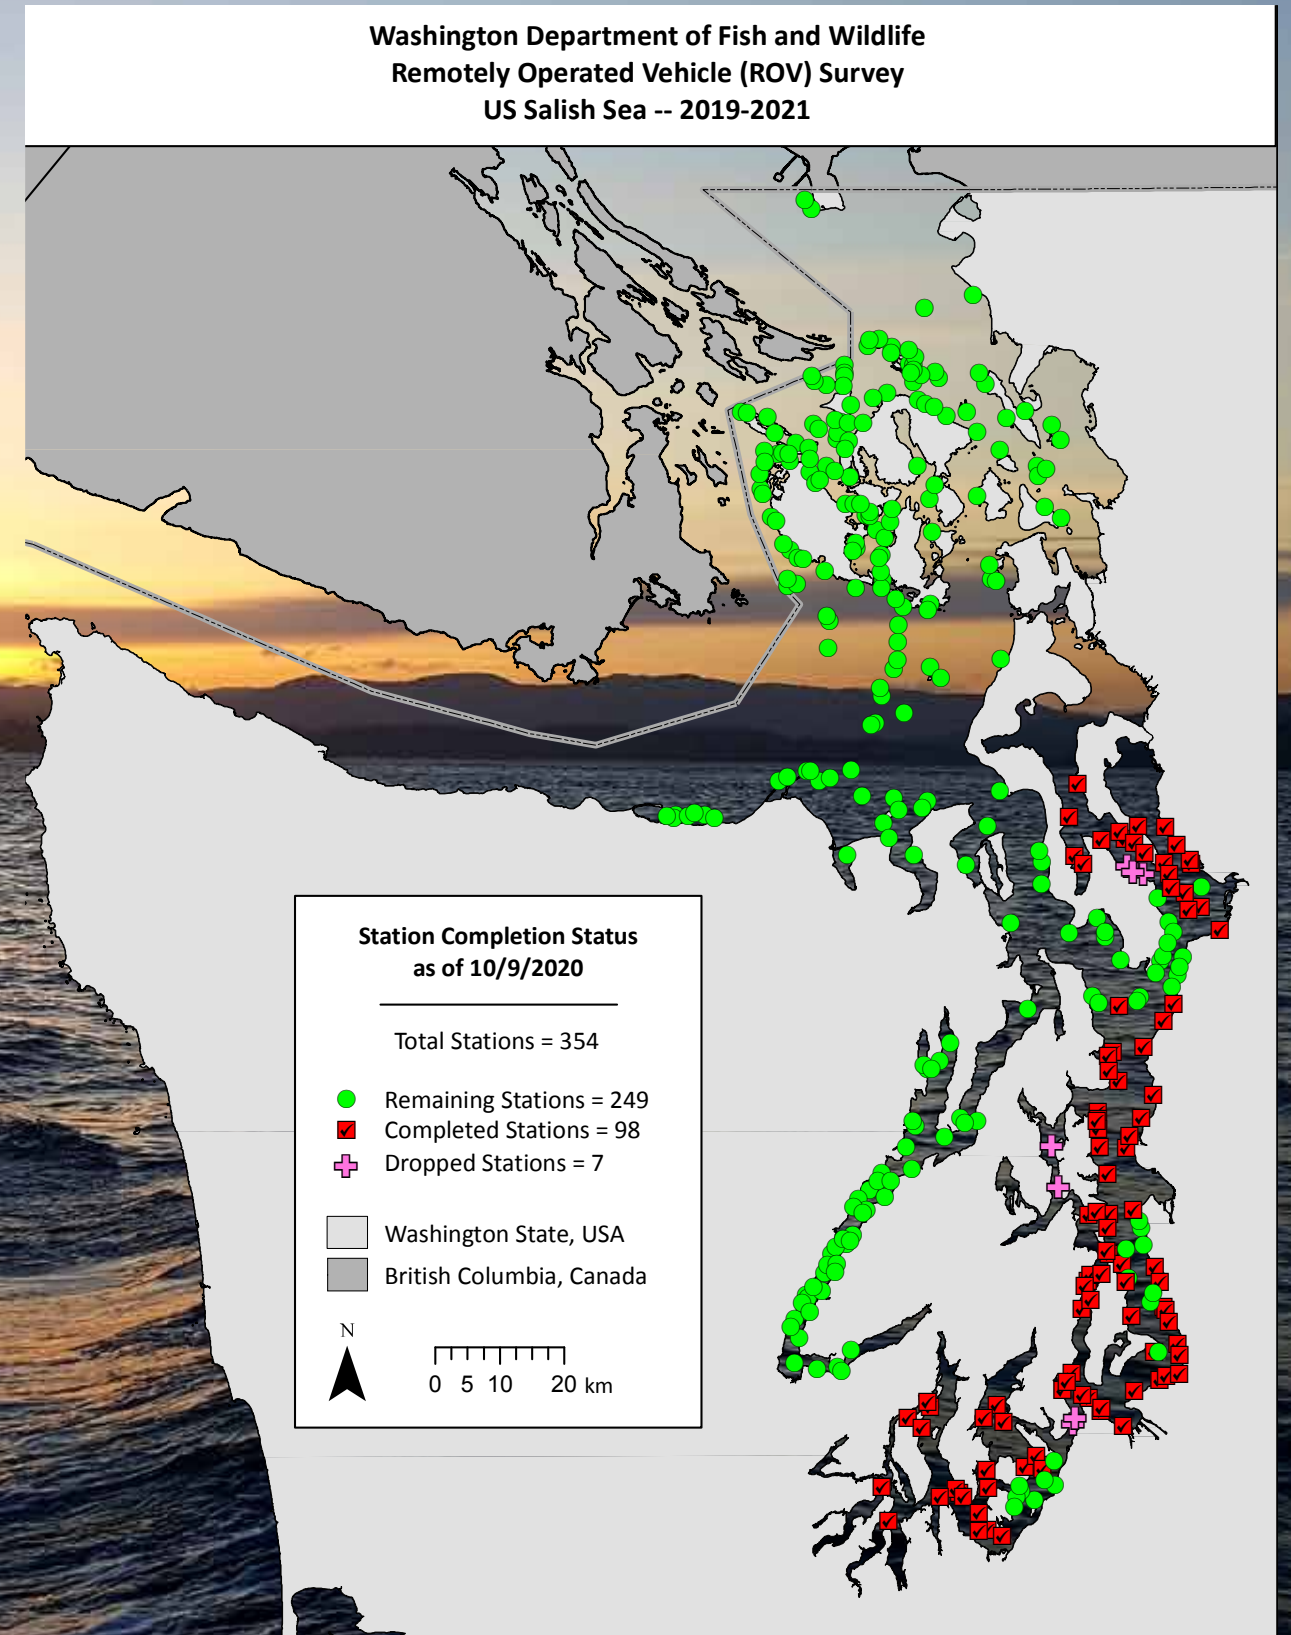 Washington Department of Fish and Wildlife
Remotely Operated Vehicle (ROV) Survey
US Salish Sea -- 2019-2021
Station Completion Status
as of 10/9/2020
Total Stations = 354
Remaining Stations = 249
Completed Stations = 98
Dropped Stations = 7
Washington State, USA
British Columbia, Canada
N
0 5 10 20 km